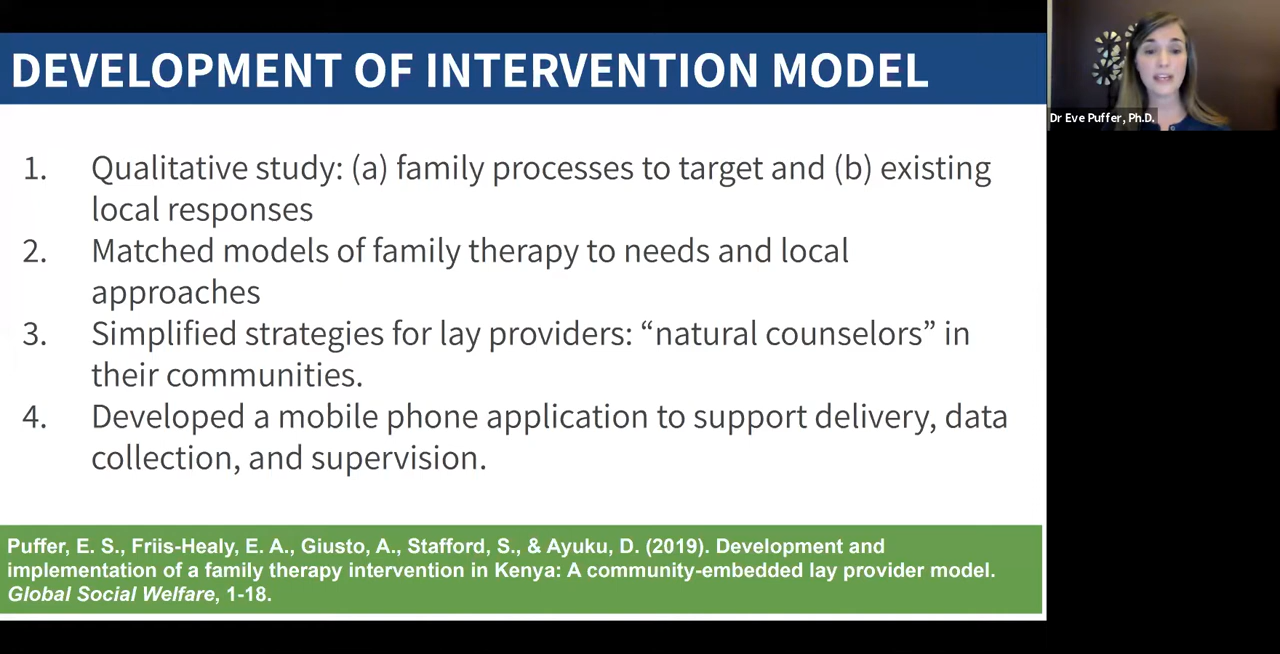 DEVELOPMENT OF INTERVENTION MODEL
Dr Eve Puffer, Ph.D.
1. Qualitative study: (a) family processes to target and (b) existing
local responses
2. Matched models of family therapy to needs and local
approaches
3. Simplified strategies for lay providers: “natural counselors” in
their communities.
4. Developed a mobile phone application to support delivery, data
collection, and supervision.
Puffer, E. S., Friis-Healy, E. A., Giusto, A., Stafford, S., & Ayuku, D. (2019). Development and
implementation of a family therapy intervention in Kenya: A community-embedded lay provider model.
Global Social Welfare, 1-18.